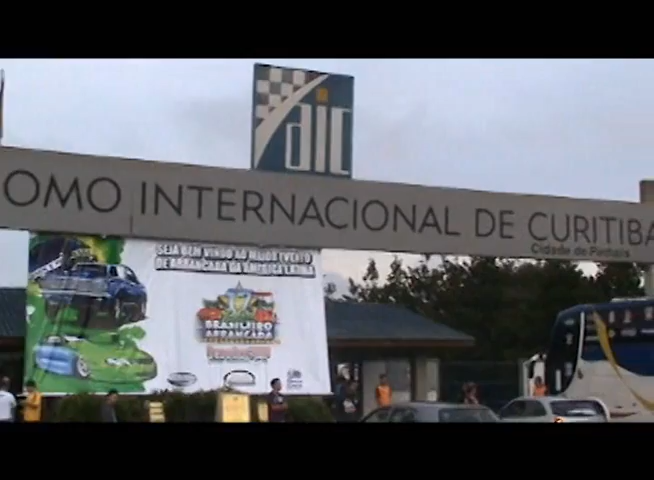 aic
OMO INTERNACIONAL DE CURITIBA
Cidade de Pinhais
SEJA BEM VINDO AO MAIOR EVENTO
DE ARRANCADA DA AMÉRICA LATINA
BRASILEIRO
ARRANCADA